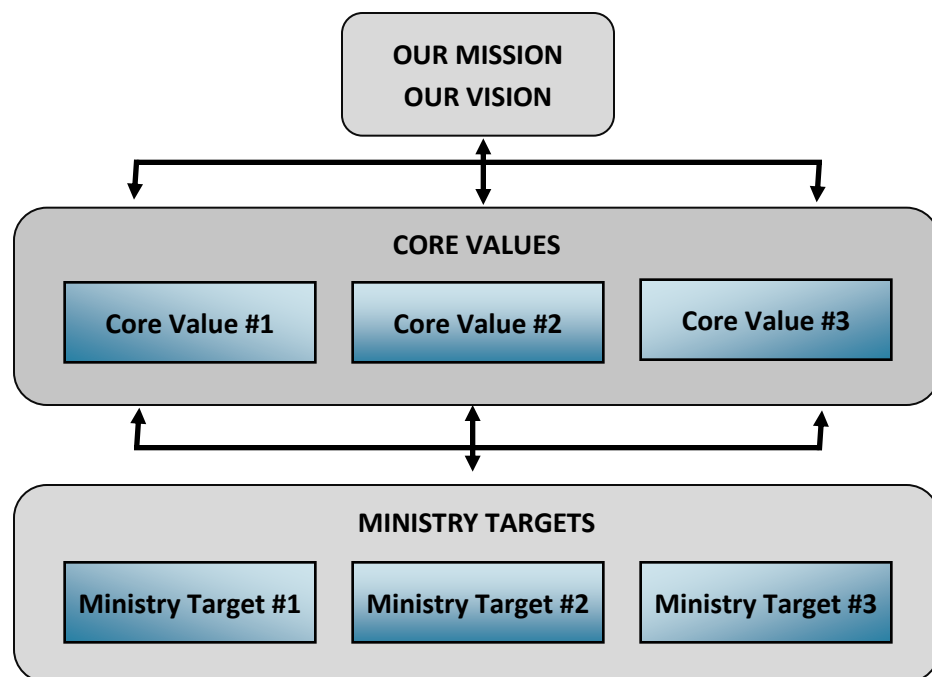 OUR MISSION
OUR VISION
CORE VALUES
Core Value #1
Core Value #2
Core Value #3
MINISTRY TARGETS
Ministry Target #1
Ministry Target #2
Ministry Target #3